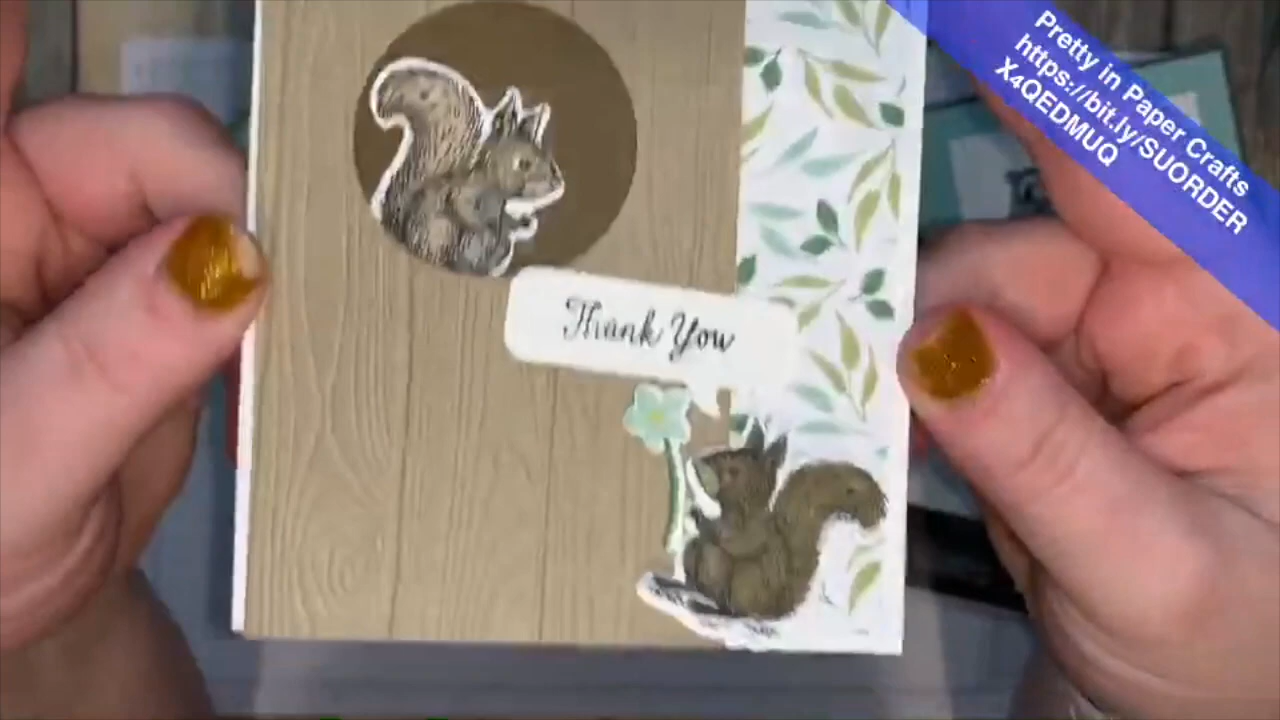 Pretty in Paper Crafts
https://bit.ly/SUORDER
X4QEDMUQ
Thank You